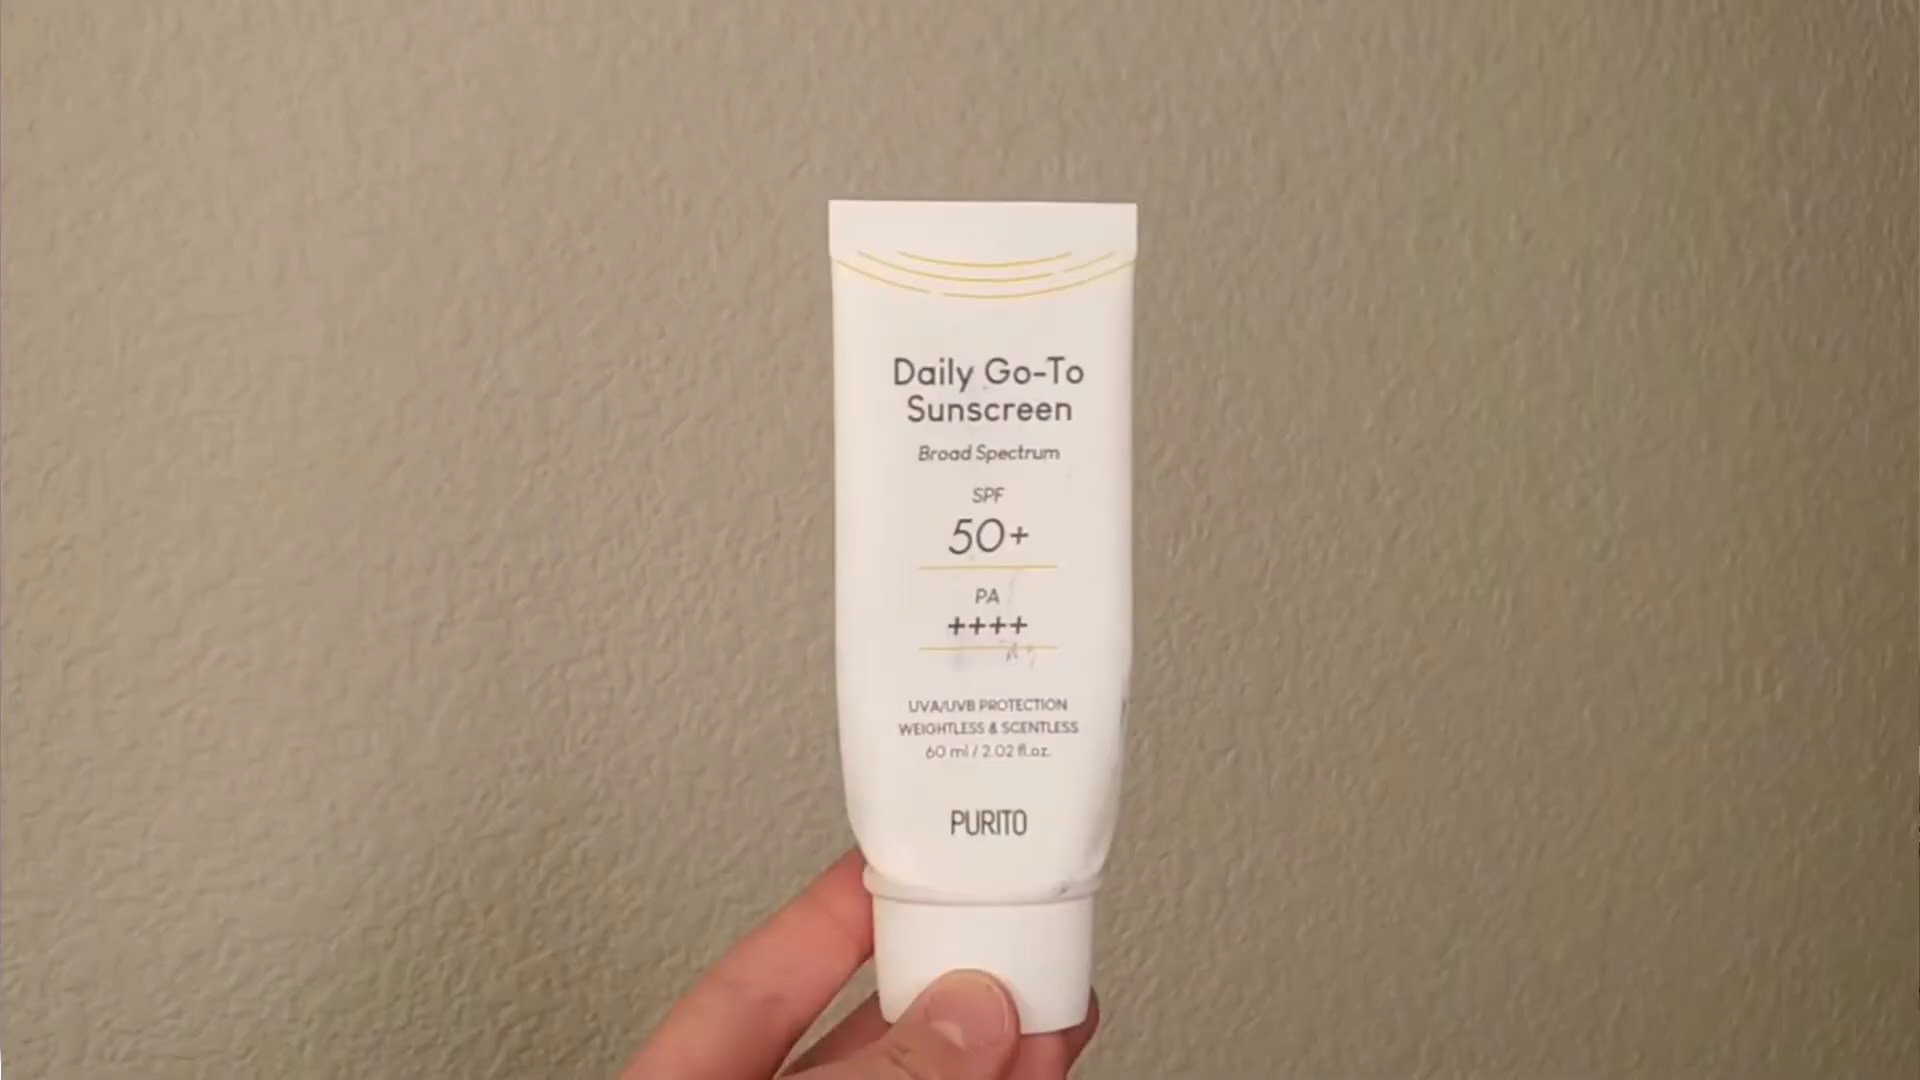 Daily Go-To
Sunscreen
Broad Spectrum
SPF
50+
PA
++++
UVA/UVB PROTECTION
WEIGHTLESS & SCENTLESS
60 ml / 2.02 fl.oz.
PURITO